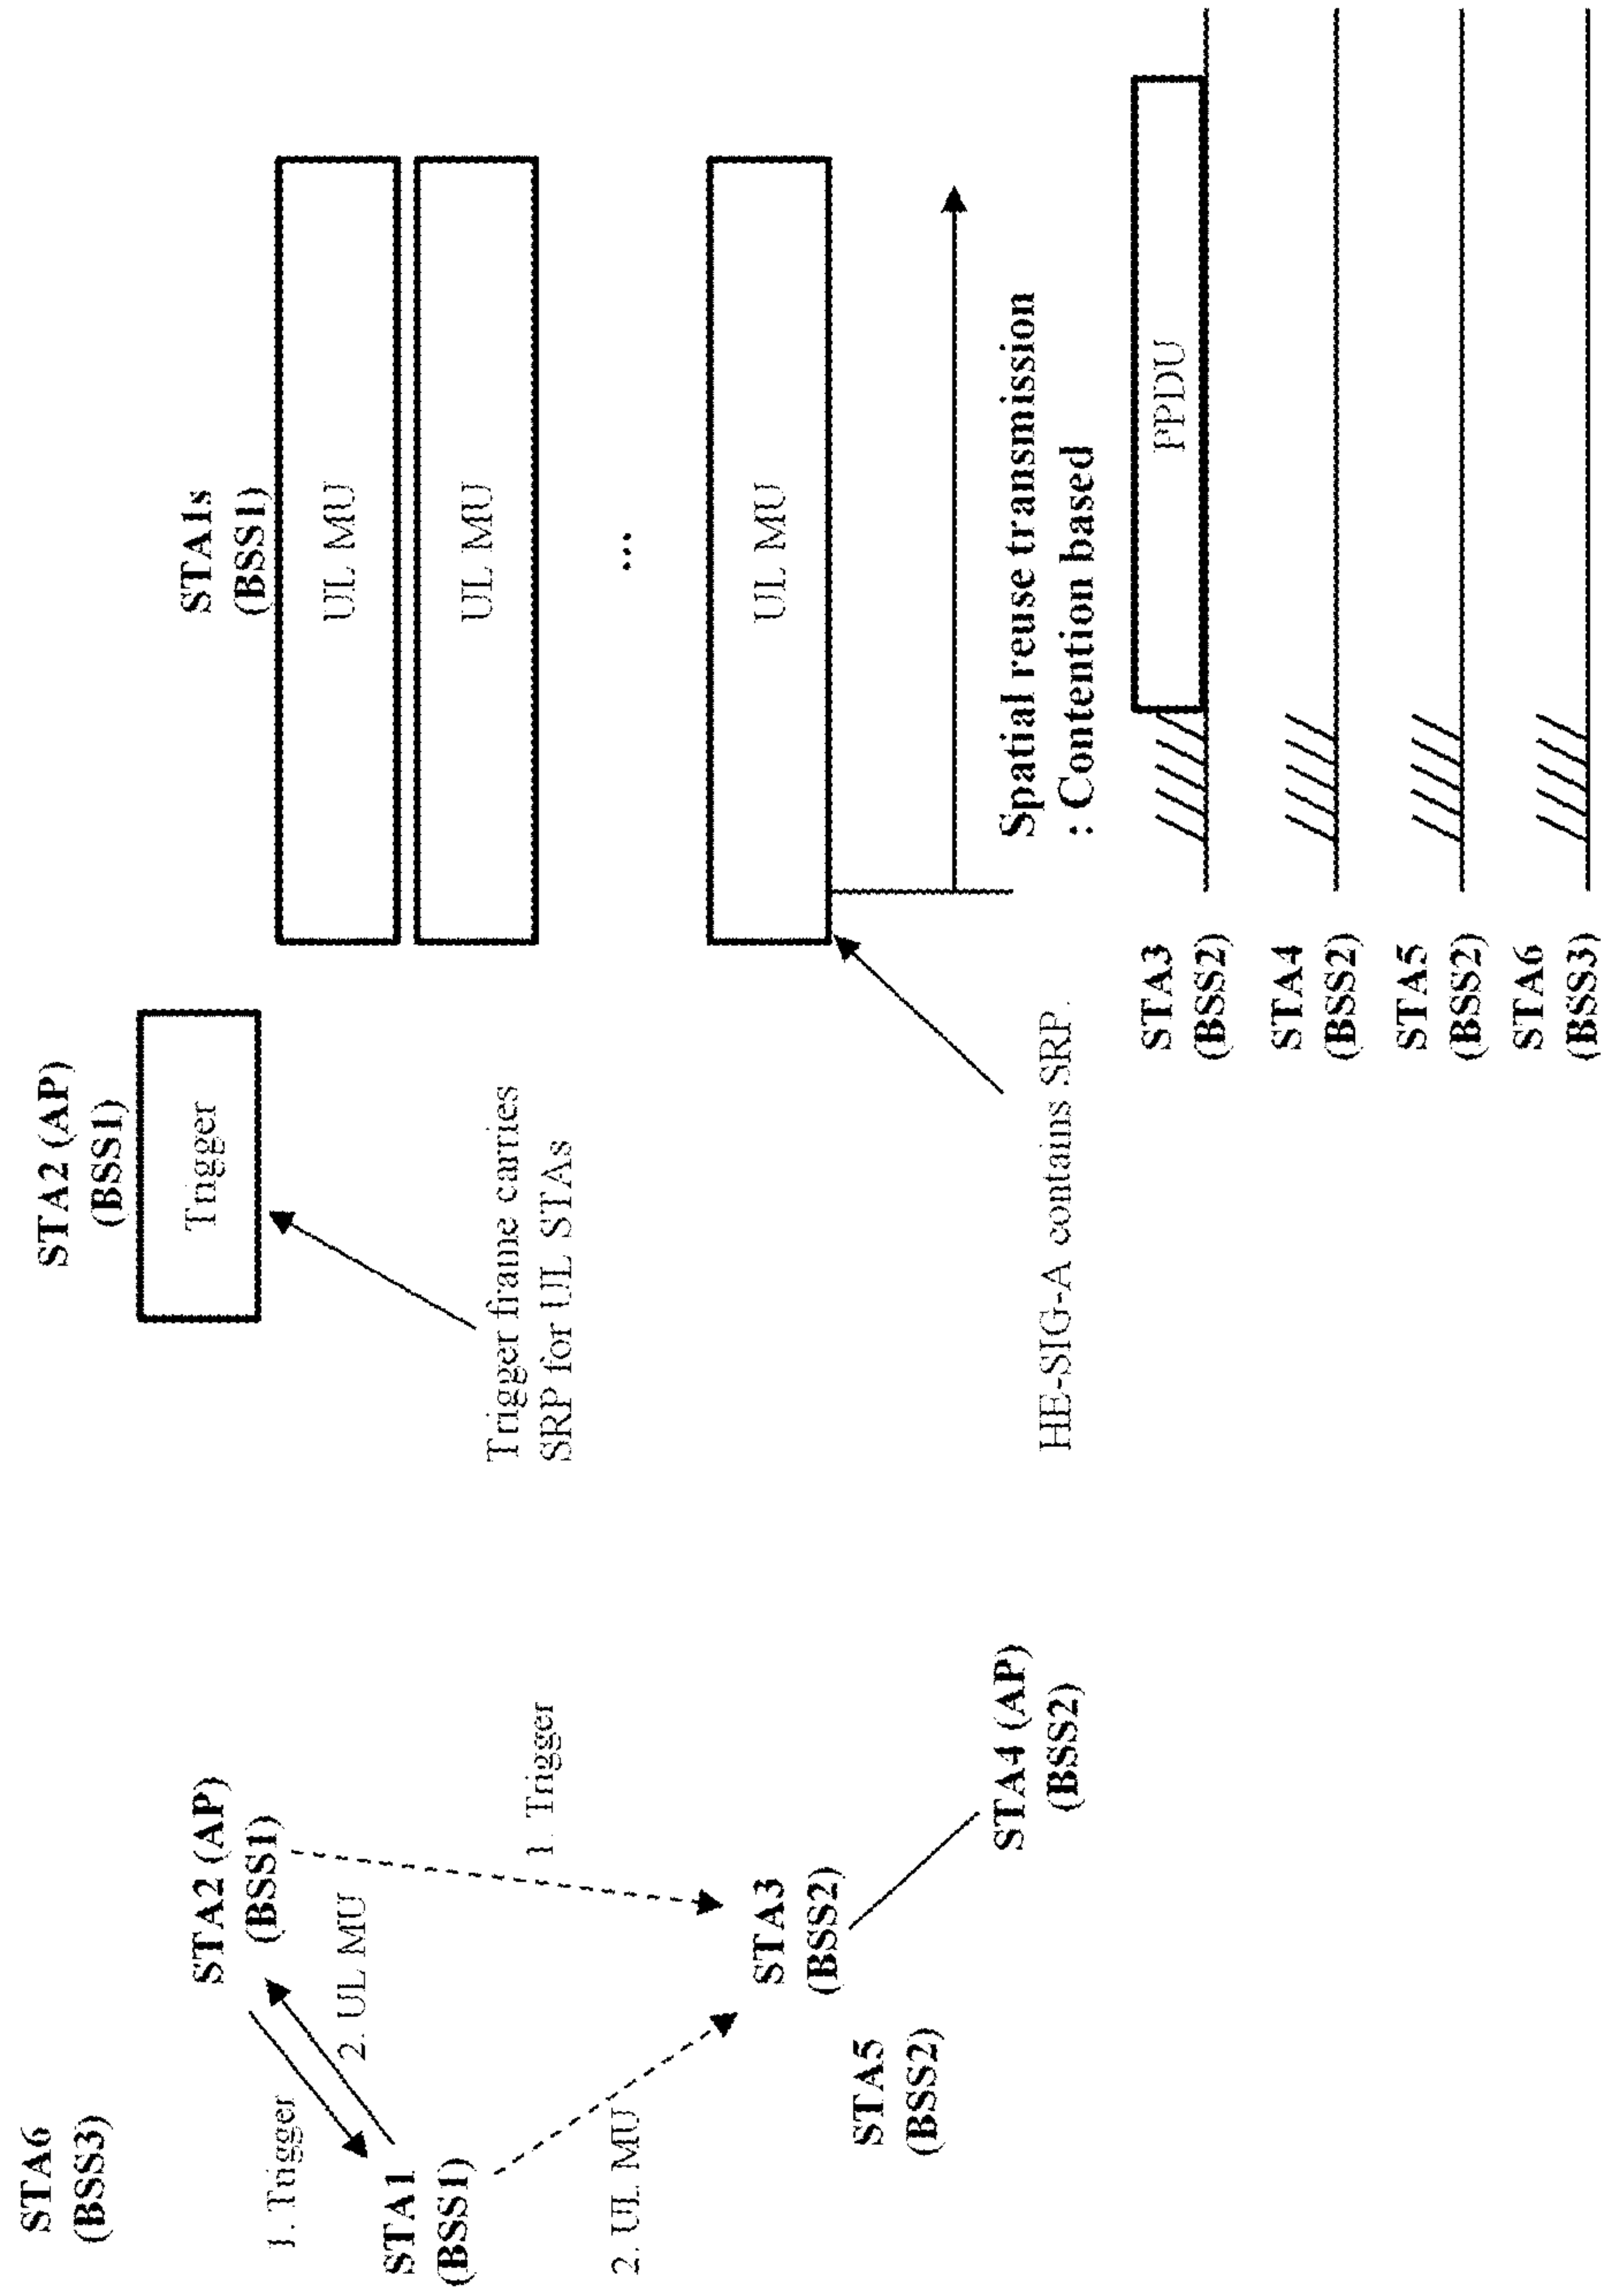 STA6
(BSS3)
STA2 (AP)
(BSS1)
1. Trigger
2. UL MU
STA1
(BSS1)
1. Trigger
2. UL MU
STA3
(BSS2)
STA5
(BSS2)
STA4 (AP)
(BSS2)
STA2 (AP)
(BSS1)
Trigger
Trigger frame carries
SRP for UL STAs
STA1s
(BSS1)
UL MU
UL MU
...
UL MU
HE-SIG-A contains SRP.
Spatial reuse transmission
: Contention based
STA3
(BSS2)
PPDU
STA4
(BSS2)
STA5
(BSS2)
STA6
(BSS3)